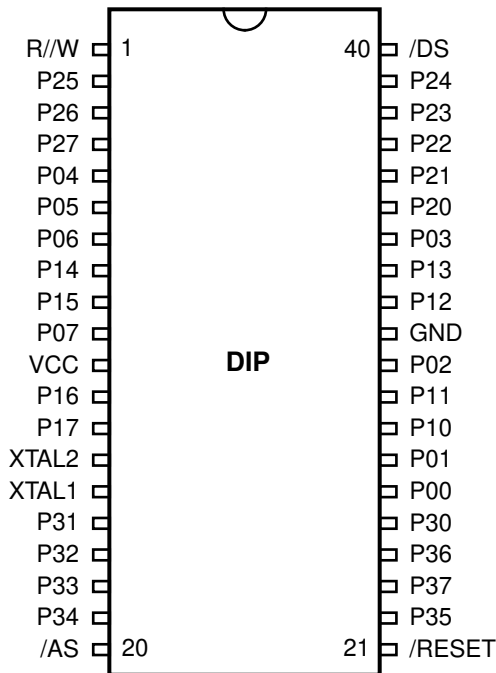 R//W 1 40 /DS
P25 P24
P26 P23
P27 P22
P04 P21
P05 P20
P06 P03
P14 P13
P15 P12
P07 GND
VCC DIP P02
P16 P11
P17 P10
XTAL2 P01
XTAL1 P00
P31 P30
P32 P36
P33 P37
P34 P35
/AS 20 21 /RESET